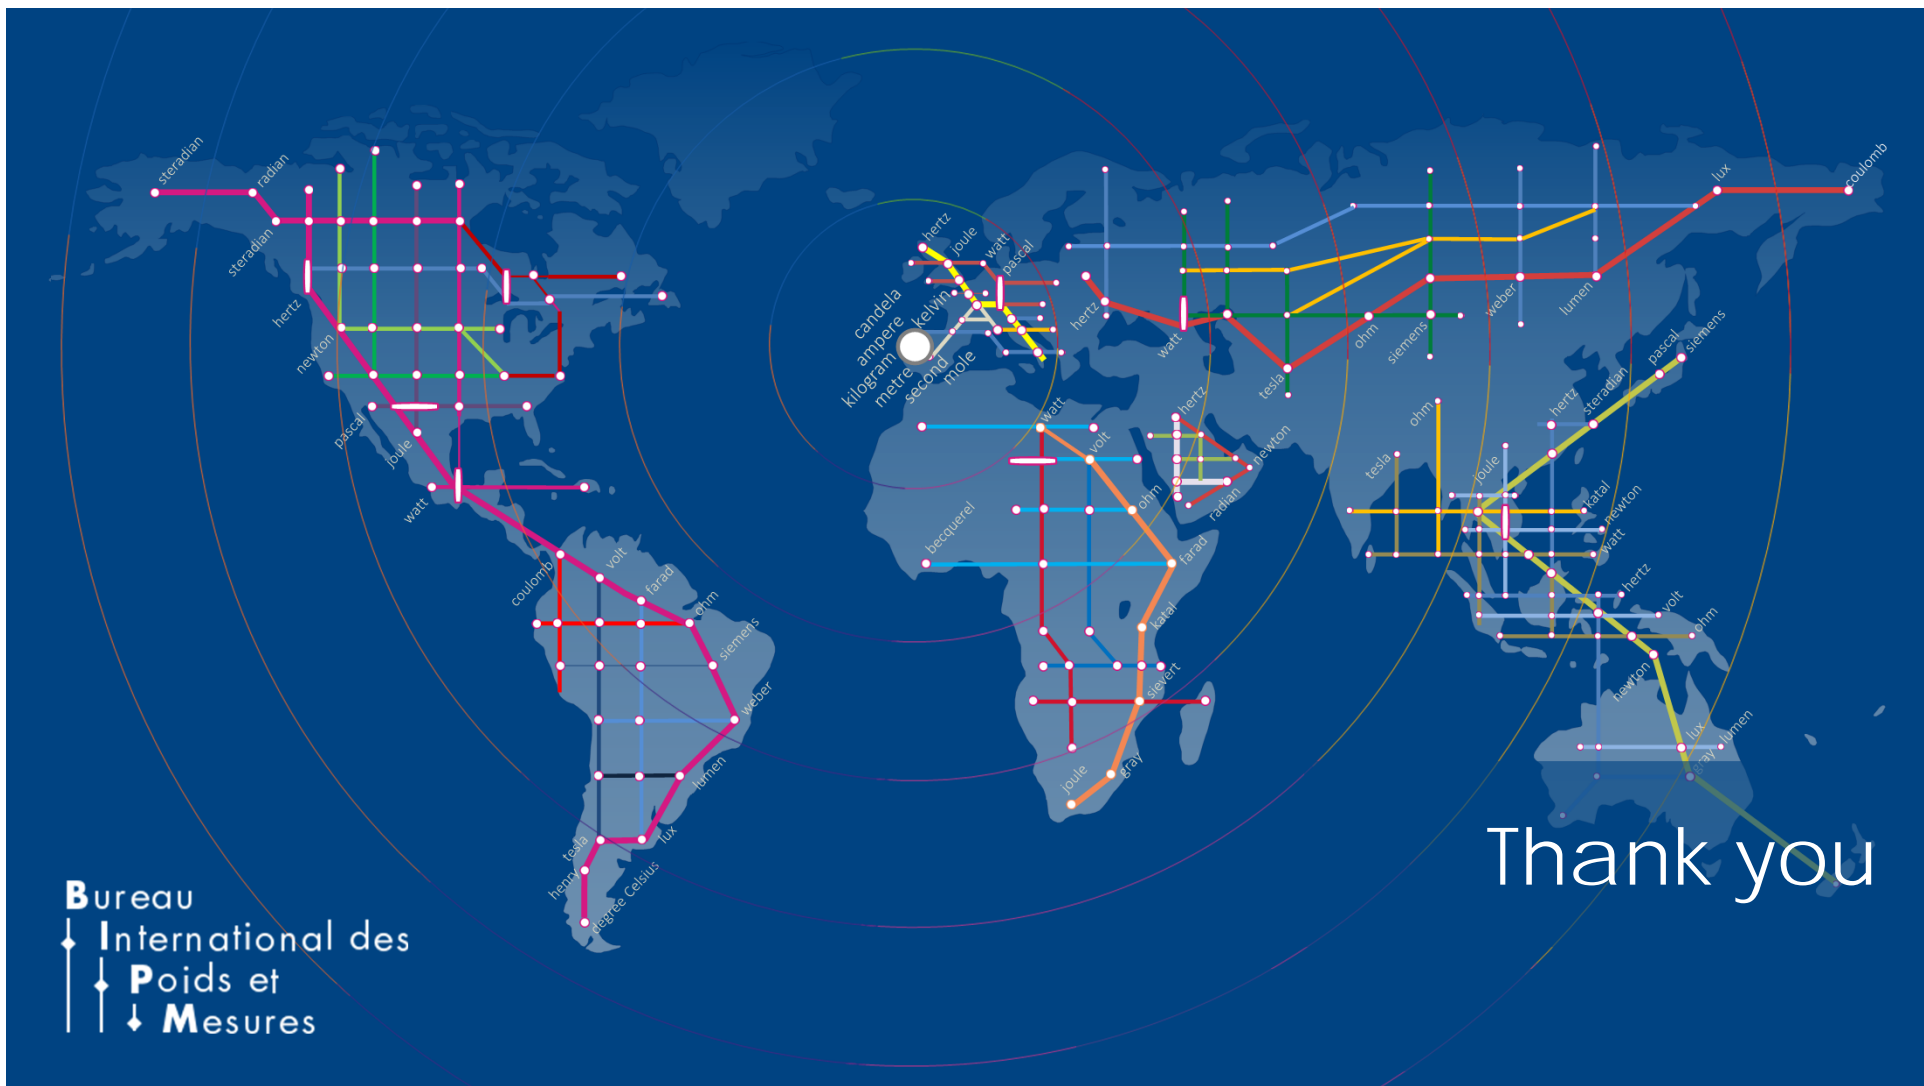 steradian
radian
steradian
hertz
newton
pascal
joule
watt
coulomb
volt
farad
ohm
siemens
weber
lumen
lux
tesla
henry
degree Celsius
hertz
joule
watt
pascal
candela
ampere
kelvin
kilogram
metre
second
mole
watt
volt
ohm
becquerel
farad
katal
sievert
gray
joule
hertz
newton
radian
hertz
watt
tesla
ohm
siemens
weber
lumen
lux
coulomb
siemens
pascal
steradian
hertz
ohm
tesla
joule
katal
newton
watt
hertz
volt
ohm
newton
lux
lumen
gray
Thank you
Bureau
International des
Poids et
Mesures